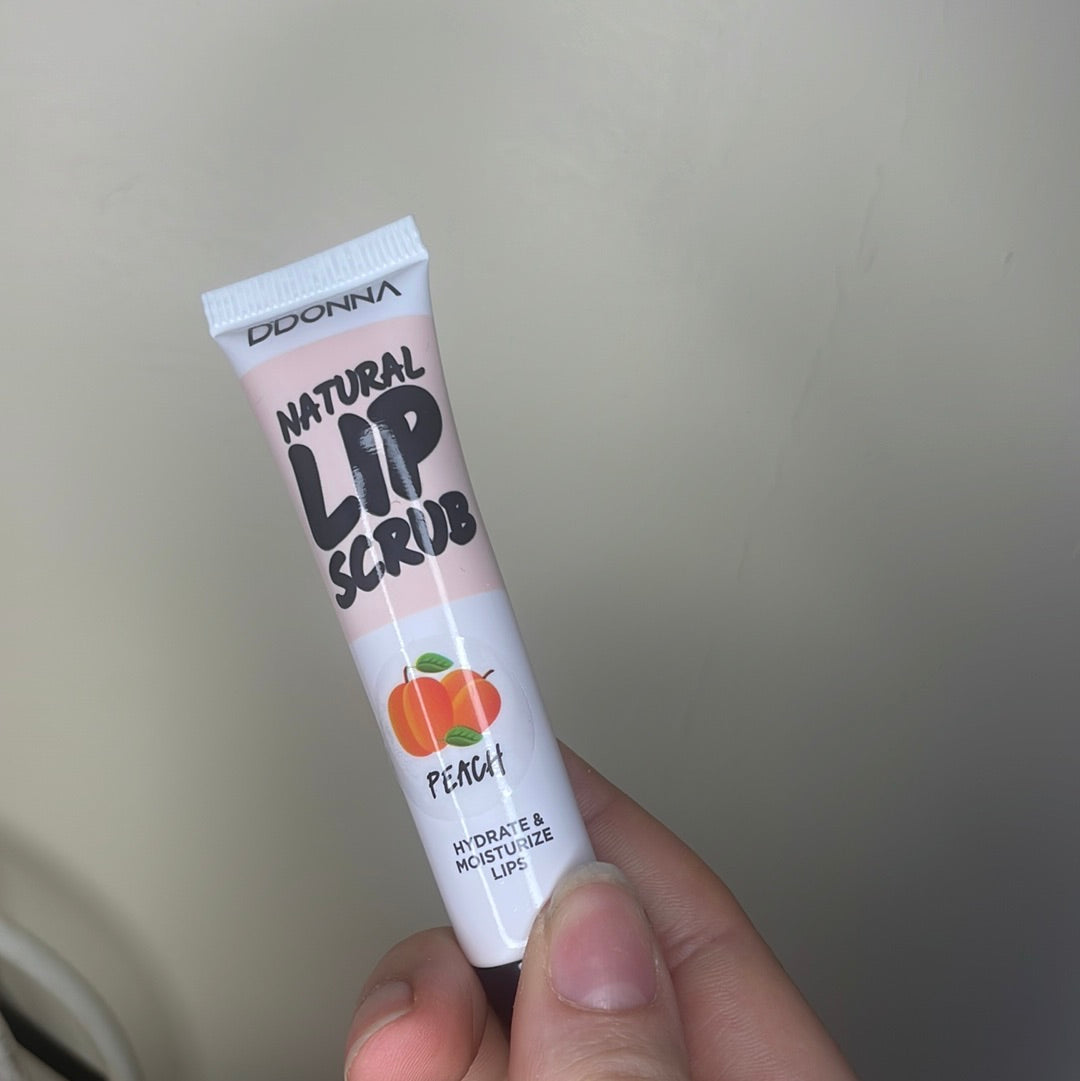 DDONNA
NATURAL
LIP
SCRUB
PEACH
HYDRATE &
MOISTURIZE
LIPS